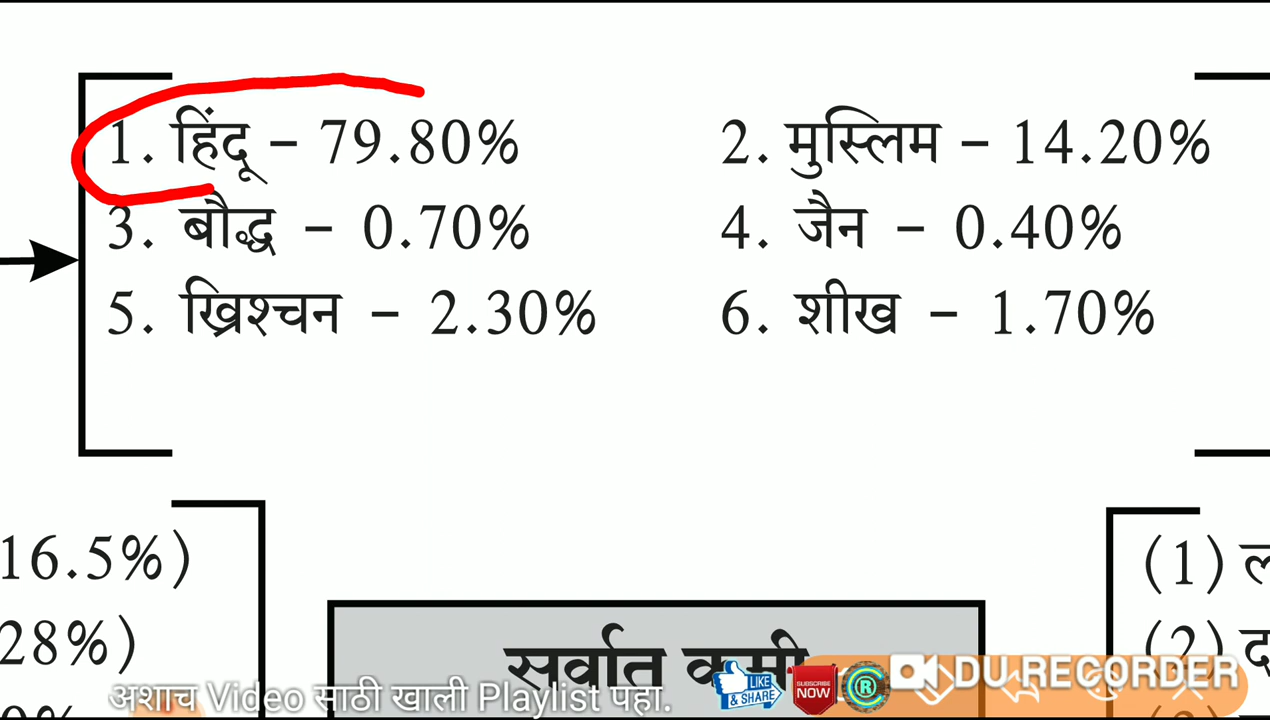 1. हिंदू – 79.80% 2. मुस्लिम – 14.20%
3. बौद्ध – 0.70% 4. जैन – 0.40%
5. ख्रिश्चन – 2.30% 6. शीख – 1.70%
16.5%)
(1)
28%)
(2)
सर्वात कमी
अशाच Video साठी खाली Playlist पहा.
LIKE & SHARE
SUBSCRIBE NOW
®
DU RECORDER